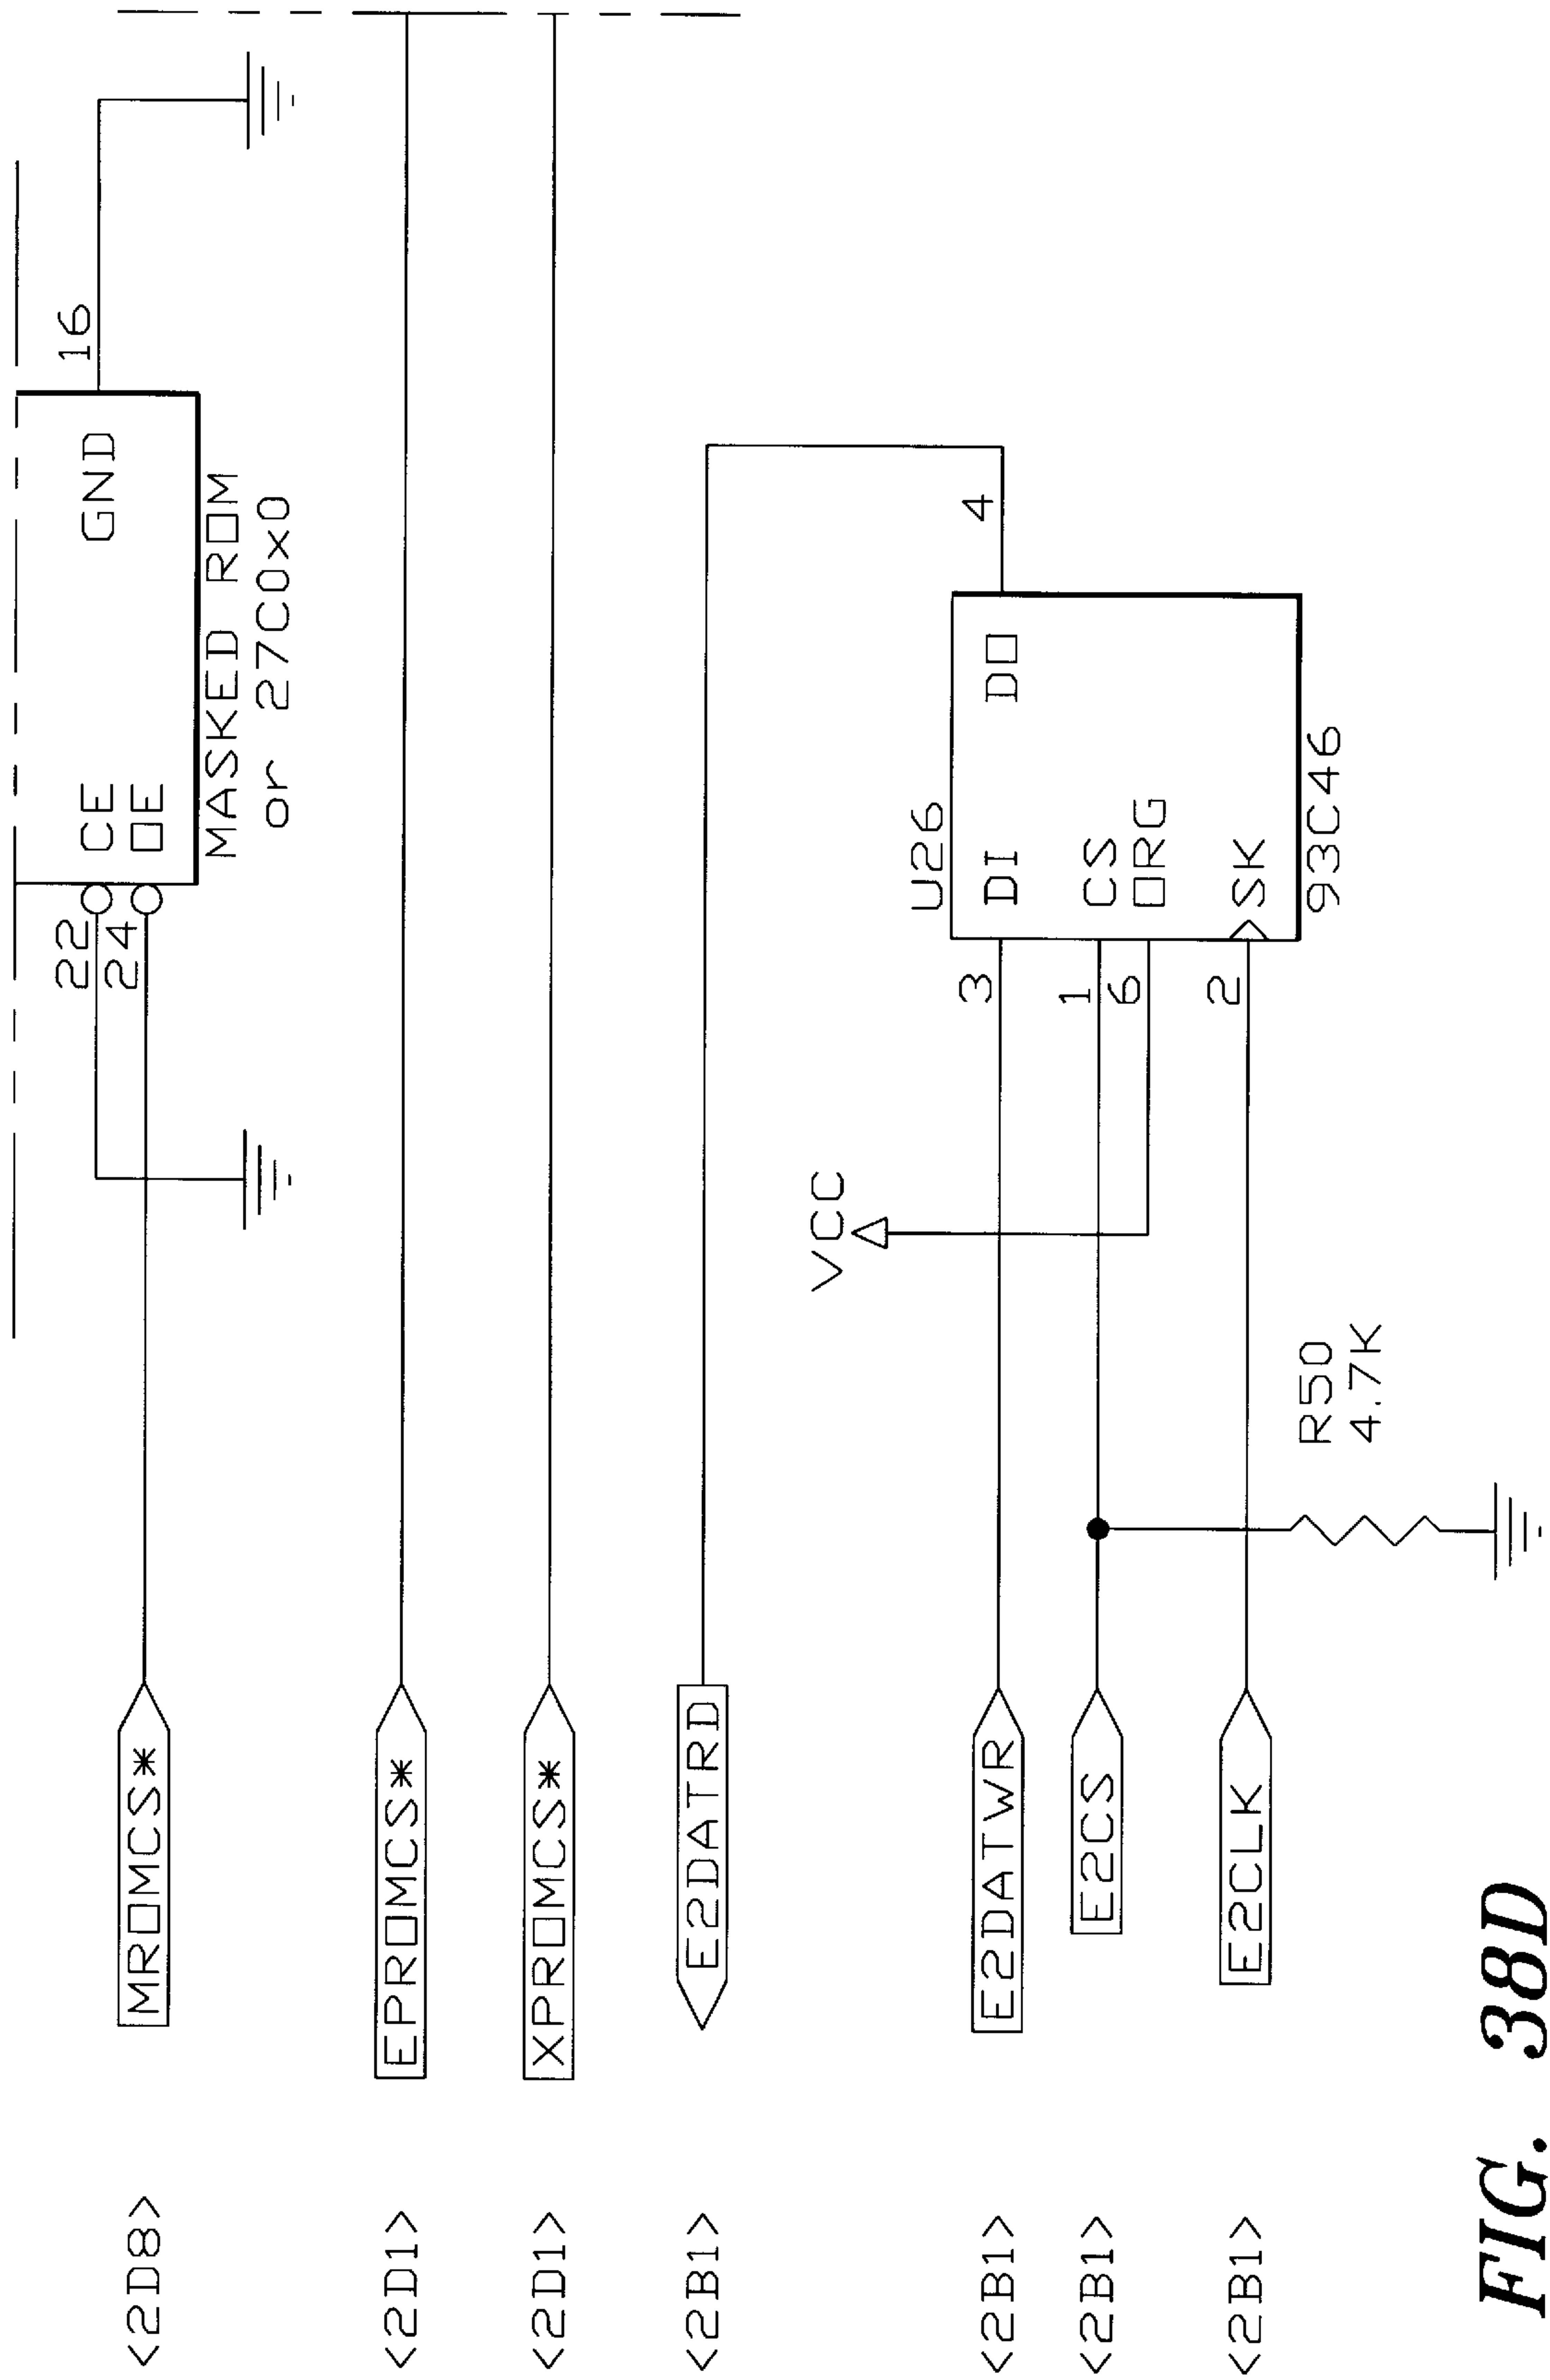 16
22 CE GND
24 OE
MASKED ROM
or 27C0x0
<2D8> MROMCS*
<2D1> EPROMCS*
<2D1> XPROMCS*
<2B1> E2DATRD
VCC
U26
4
<2B1> E2DATWR 3 DI DO
<2B1> E2CS 1 CS
6 ORG
<2B1> E2CLK 2 SK
93C46
R50
4.7K
FIG. 38D